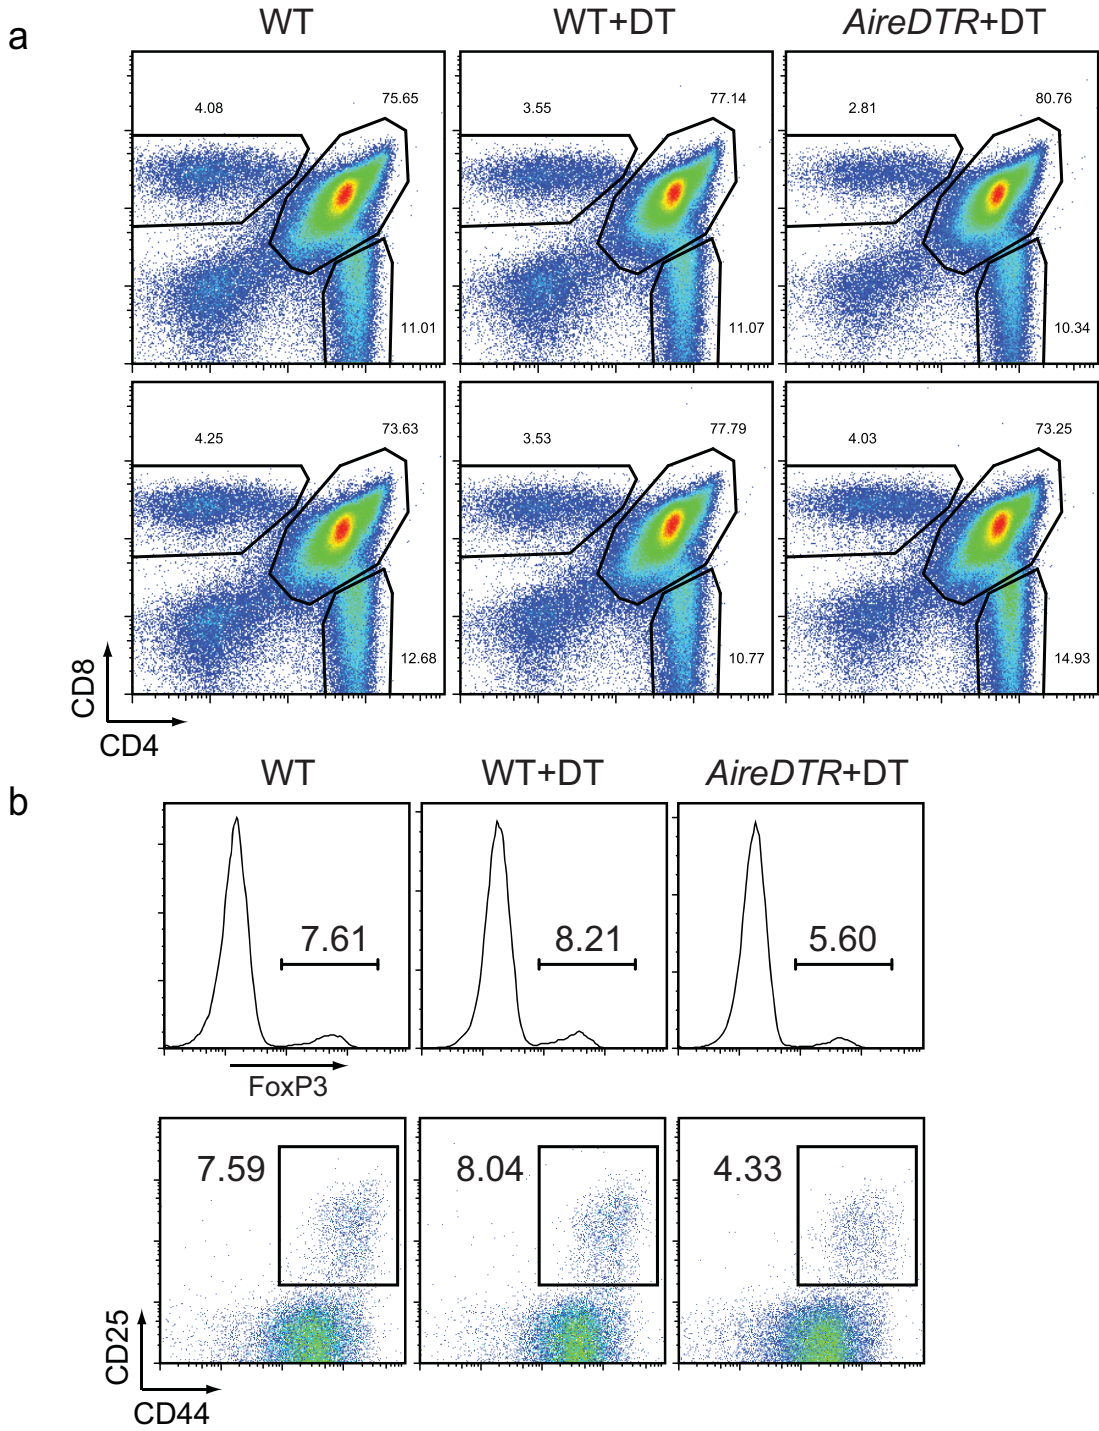 a
WT WT+DT AireDTR+DT
4.08 75.65 3.55 77.14 2.81 80.76
11.01 11.07 10.34
4.25 73.63 3.53 77.79 4.03 73.25
12.68 10.77 14.93
CD8
CD4
b
WT WT+DT AireDTR+DT
7.61 8.21 5.60
FoxP3
7.59 8.04 4.33
CD25
CD44